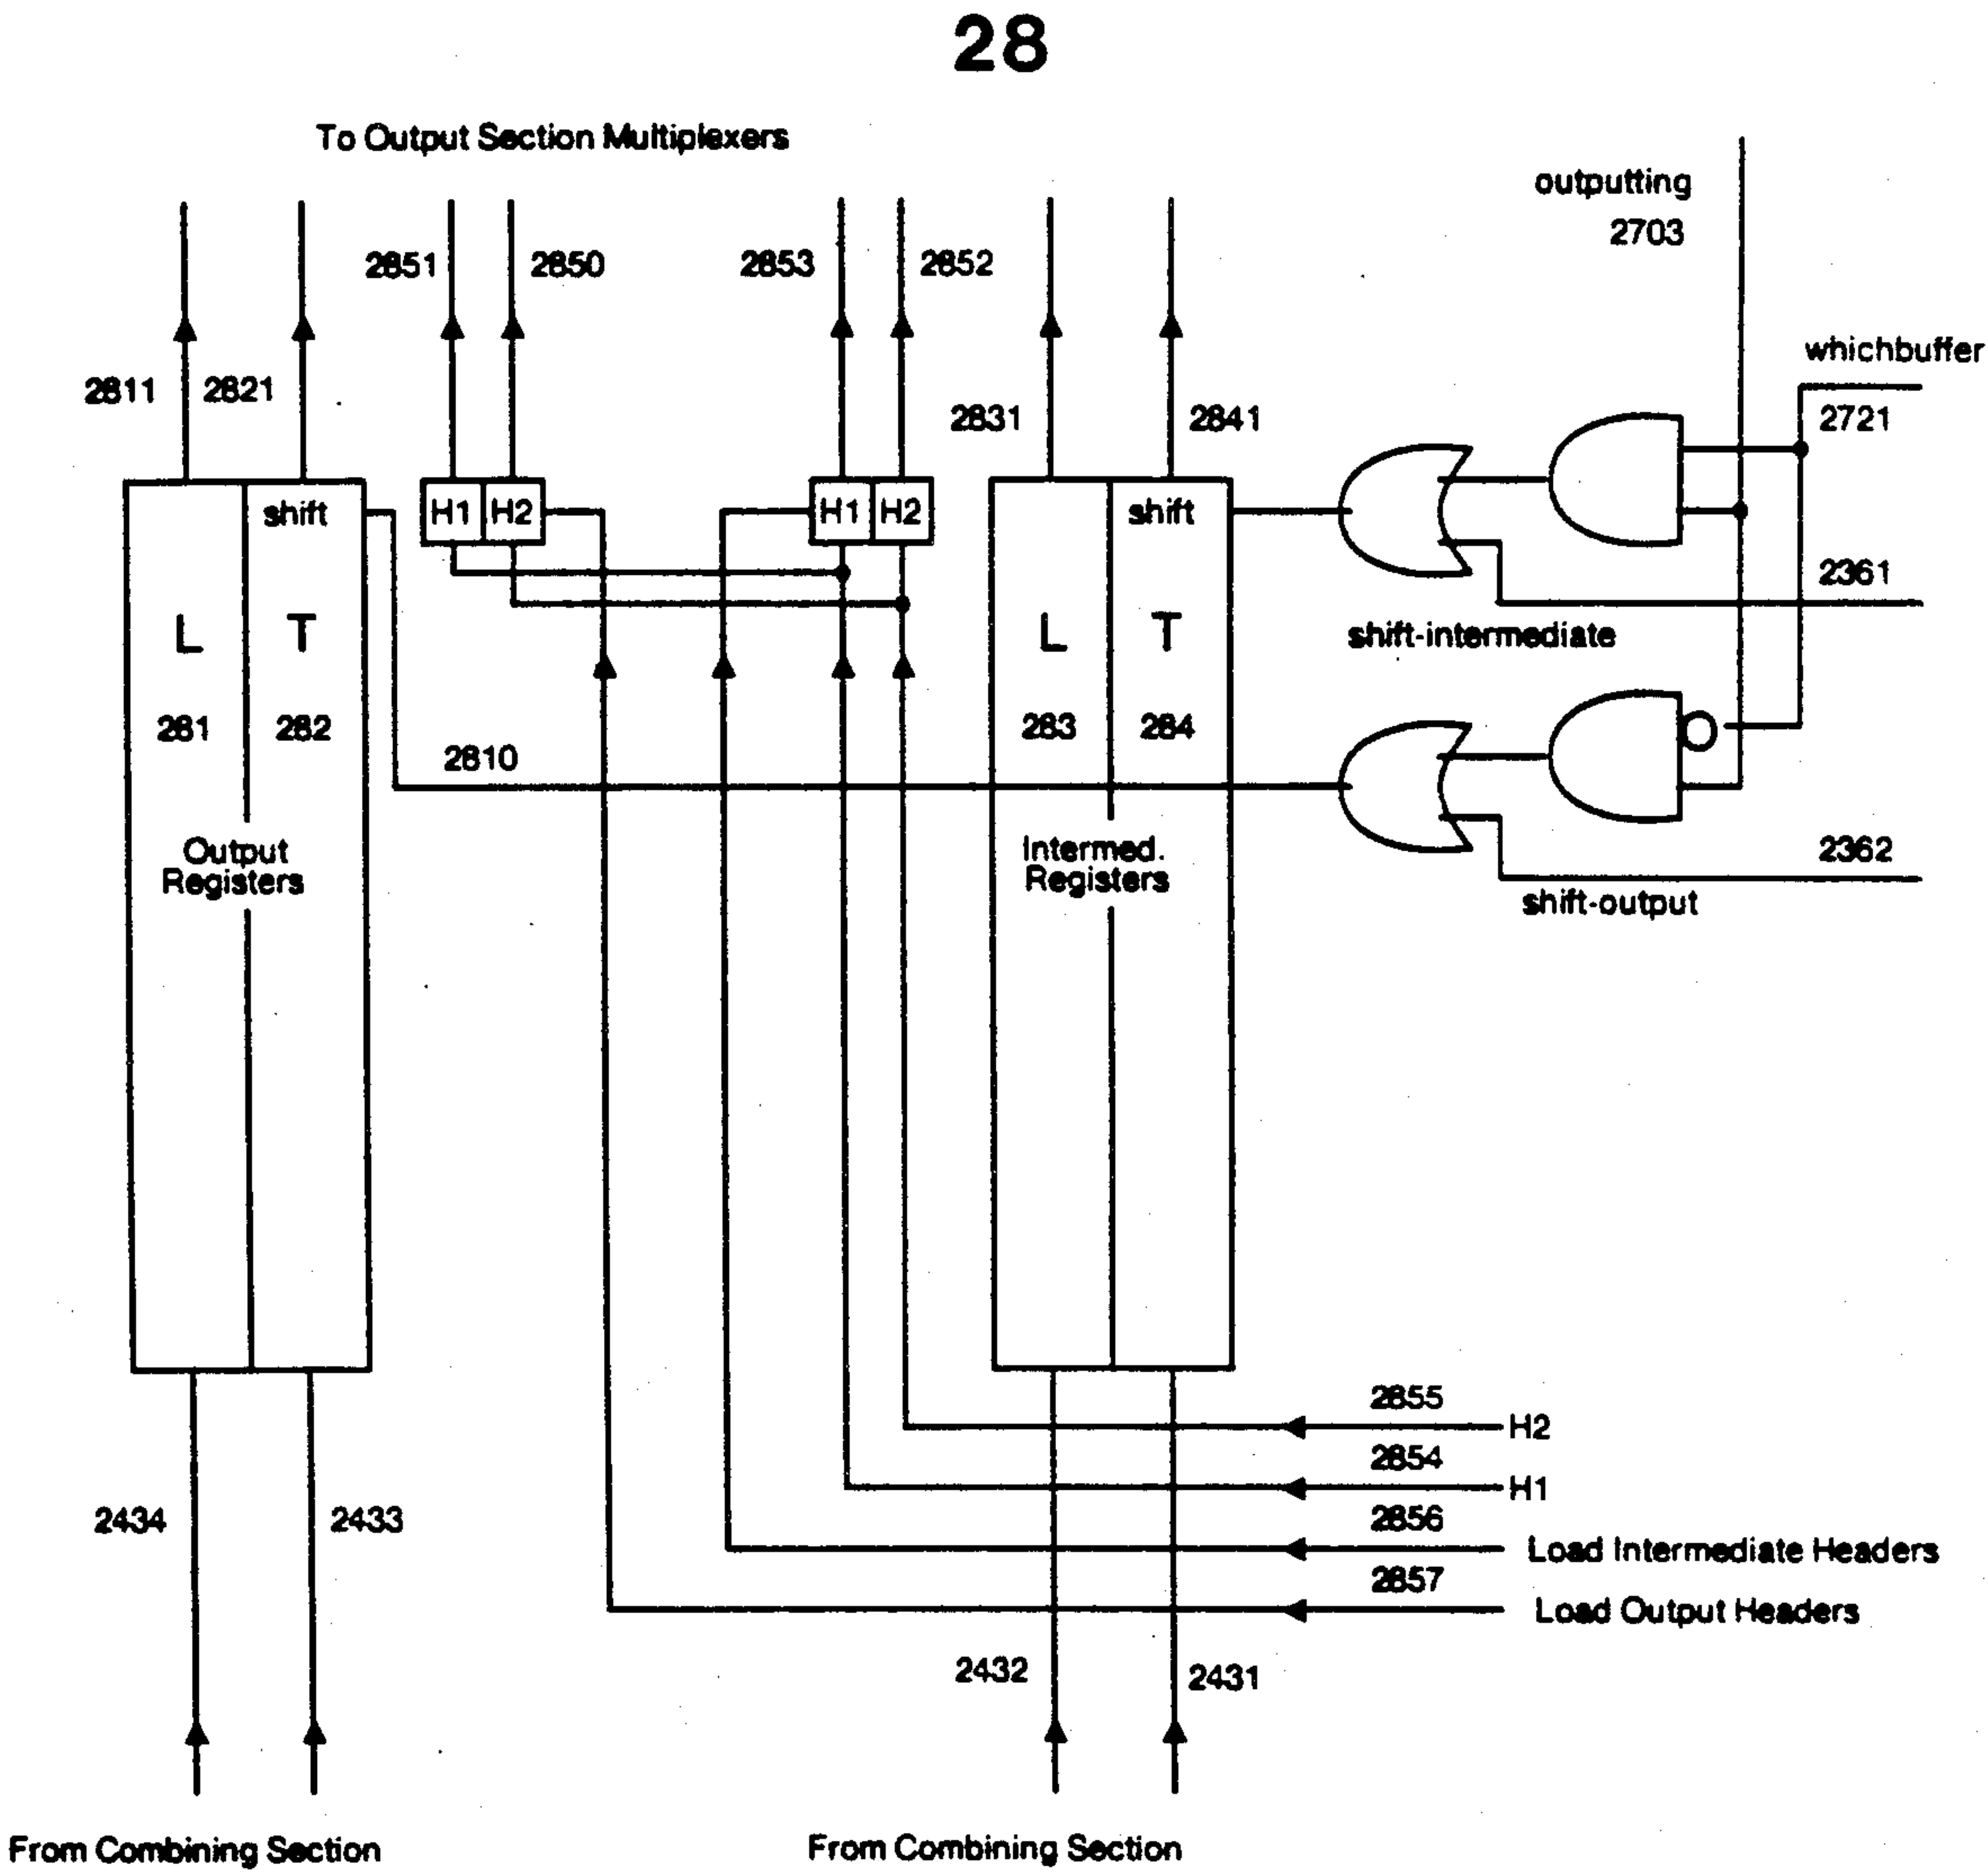 28
To Output Section Multiplexers
outputting
2703
2851
2850
2853
2852
whichbuffer
2811
2821
2831
2841
2721
shift
H1
H2
H1
H2
shift
2361
L
T
L
T
shift-intermediate
281
282
283
284
2810
Output
Registers
Intermed.
Registers
2362
shift-output
2855
H2
2854
H1
2434
2433
2856
Load Intermediate Headers
2857
Load Output Headers
2432
2431
From Combining Section
From Combining Section